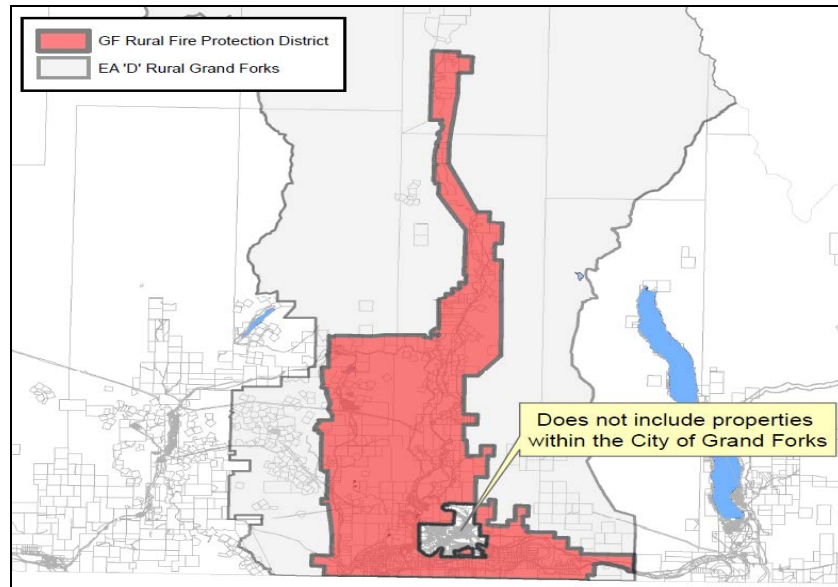 GF Rural Fire Protection District
EA 'D' Rural Grand Forks
Does not include properties
within the City of Grand Forks